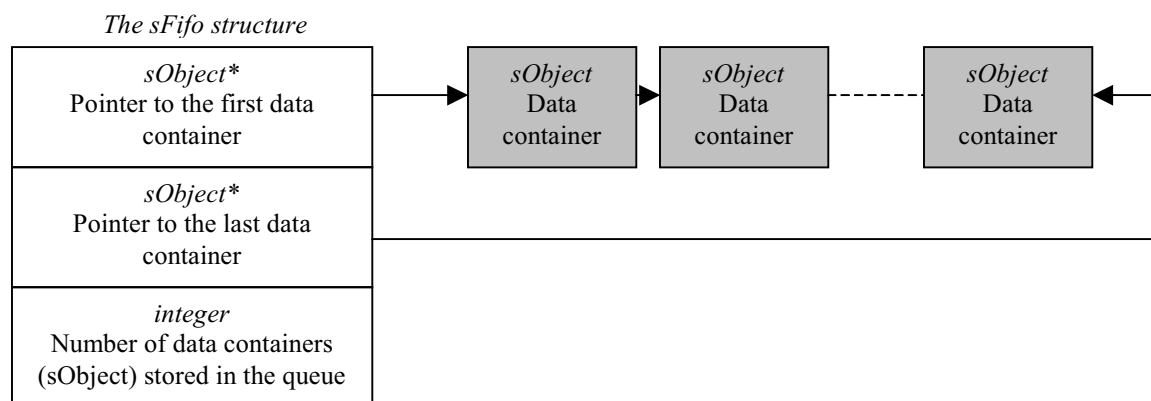 The sFifo structure
sObject*
Pointer to the first data
container
sObject
Data
container
sObject
Data
container
sObject
Data
container
sObject*
Pointer to the last data
container
integer
Number of data containers
(sObject) stored in the queue